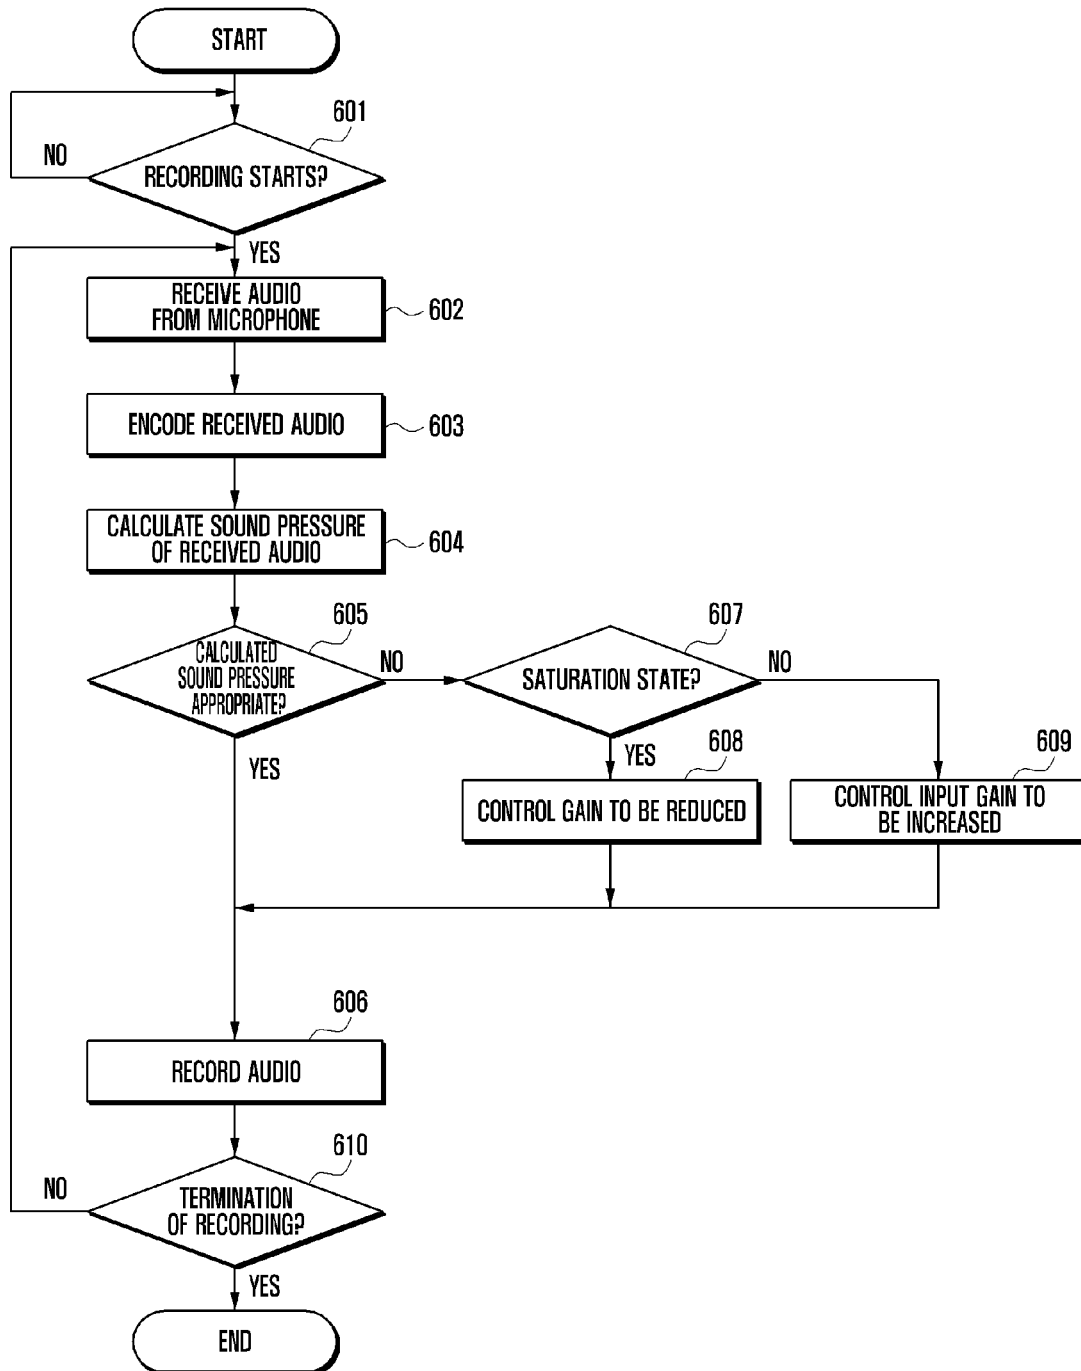 START
601
NO
RECORDING STARTS?
YES
RECEIVE AUDIO
FROM MICROPHONE
602
ENCODE RECEIVED AUDIO
603
CALCULATE SOUND PRESSURE
OF RECEIVED AUDIO
604
605
CALCULATED
SOUND PRESSURE
APPROPRIATE?
NO
607
SATURATION STATE?
NO
YES
YES
608
CONTROL GAIN TO BE REDUCED
609
CONTROL INPUT GAIN TO
BE INCREASED
606
RECORD AUDIO
610
NO
TERMINATION
OF RECORDING?
YES
END